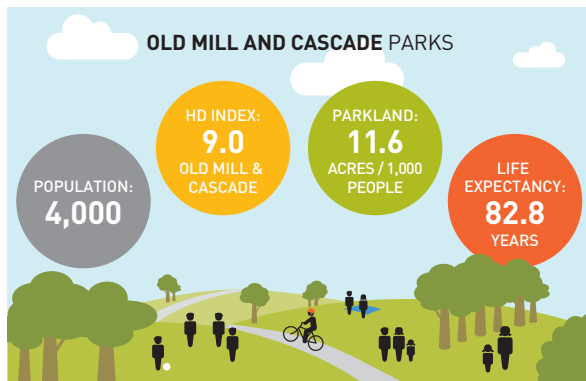 OLD MILL AND CASCADE PARKS
POPULATION:
4,000
HD INDEX:
9.0
OLD MILL &
CASCADE
PARKLAND:
11.6
ACRES / 1,000
PEOPLE
LIFE
EXPECTANCY:
82.8
YEARS